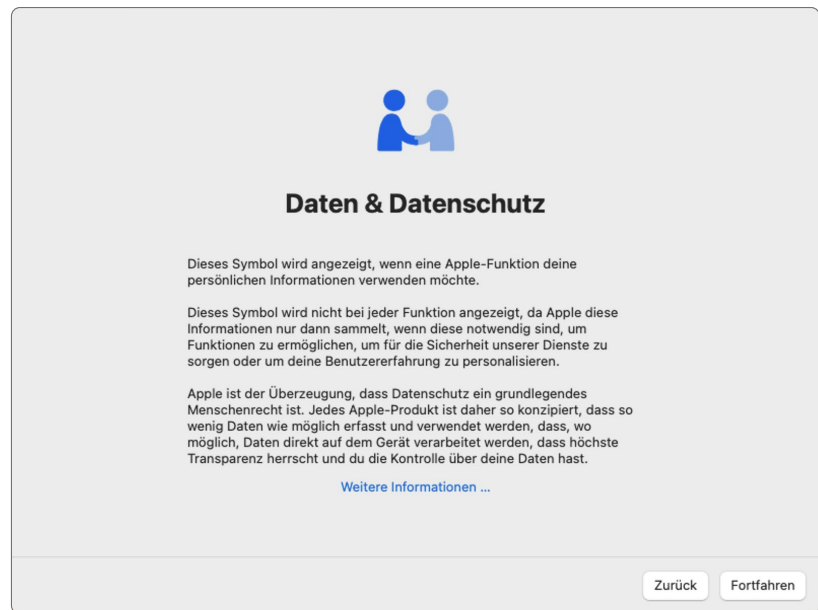 Daten & Datenschutz
Dieses Symbol wird angezeigt, wenn eine Apple-Funktion deine
persönlichen Informationen verwenden möchte.
Dieses Symbol wird nicht bei jeder Funktion angezeigt, da Apple diese
Informationen nur dann sammelt, wenn diese notwendig sind, um
Funktionen zu ermöglichen, um für die Sicherheit unserer Dienste zu
sorgen oder um deine Benutzererfahrung zu personalisieren.
Apple ist der Überzeugung, dass Datenschutz ein grundlegendes
Menschenrecht ist. Jedes Apple-Produkt ist daher so konzipiert, dass so
wenig Daten wie möglich erfasst und verwendet werden, dass, wo
möglich, Daten direkt auf dem Gerät verarbeitet werden, dass höchste
Transparenz herrscht und du die Kontrolle über deine Daten hast.
Weitere Informationen ...
Zurück
Fortfahren